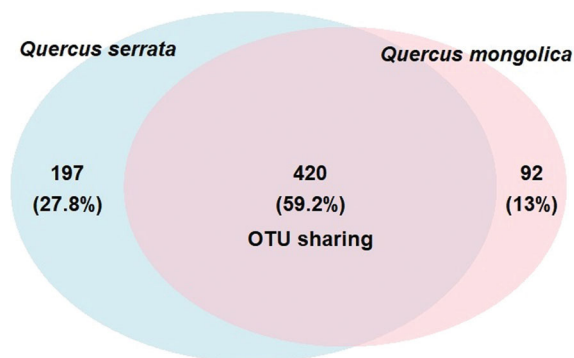 Quercus serrata
Quercus mongolica
197
(27.8%)
420
(59.2%)
OTU sharing
92
(13%)